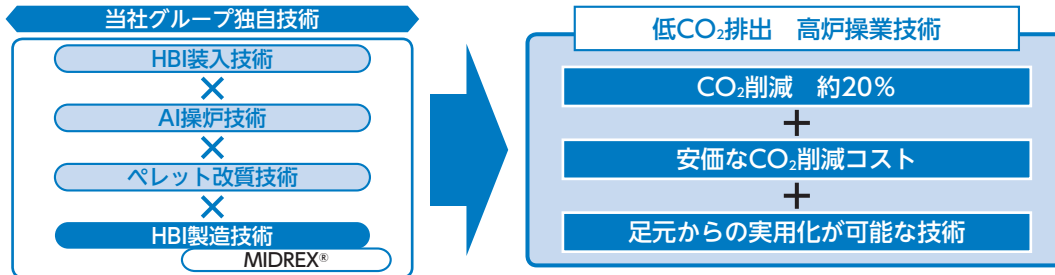 当社グループ独自技術
HBI装入技術
×
AI操炉技術
×
ペレット改質技術
×
HBI製造技術
MIDREX®
低CO₂排出　高炉操業技術
CO₂削減　約20%
+
安価なCO₂削減コスト
+
足元からの実用化が可能な技術